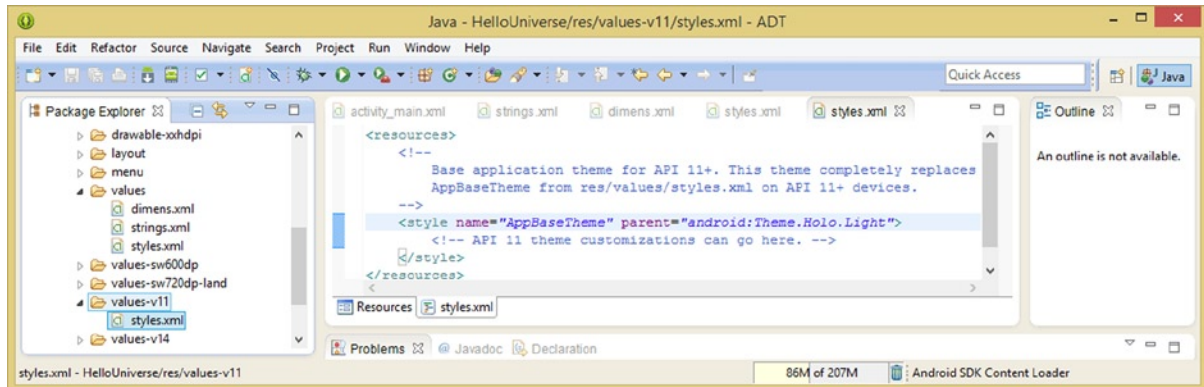 Java - HelloUniverse/res/values-v11/styles.xml - ADT
File Edit Refactor Source Navigate Search Project Run Window Help
Quick Access
Java
Package Explorer
drawable-xxhdpi
layout
menu
values
dimens.xml
strings.xml
styles.xml
values-sw600dp
values-sw720dp-land
values-v11
styles.xml
values-v14
activity_main.xml strings.xml dimens.xml styles.xml styles.xml
<resources>
<!--
Base application theme for API 11+. This theme completely replaces
AppBaseTheme from res/values/styles.xml on API 11+ devices.
-->
<style name="AppBaseTheme" parent="android:Theme.Holo.Light">
<!-- API 11 theme customizations can go here. -->
</style>
</resources>
Resources styles.xml
Outline
An outline is not available.
Problems @ Javadoc Declaration
styles.xml - HelloUniverse/res/values-v11
86M of 207M
Android SDK Content Loader